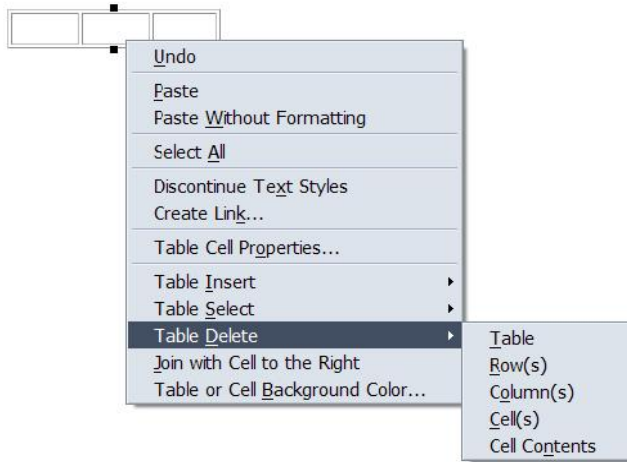 Undo
Paste
Paste Without Formatting
Select All
Discontinue Text Styles
Create Link...
Table Cell Properties...
Table Insert
Table Select
Table Delete
Join with Cell to the Right
Table or Cell Background Color...
Table
Row(s)
Column(s)
Cell(s)
Cell Contents